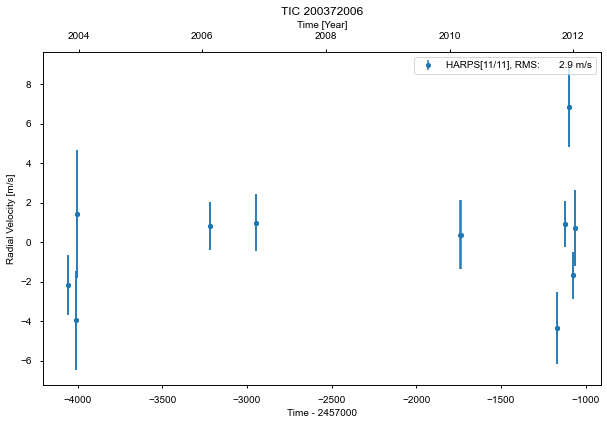 TIC 200372006
Time [Year]
2004 2006 2008 2010 2012
HARPS[11/11], RMS: 2.9 m/s
Radial Velocity [m/s]
8
6
4
2
0
−2
−4
−6
−4000 −3500 −3000 −2500 −2000 −1500 −1000
Time - 2457000